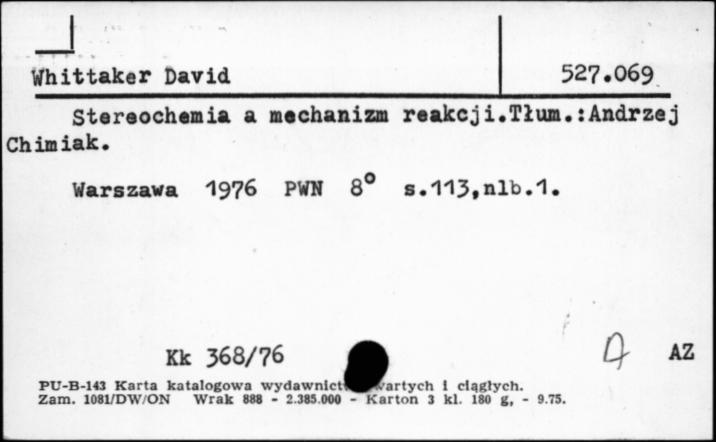 Whittaker David 527.069
Stereochemia a mechanizm reakcji.Tłum.:Andrzej
Chimiak.
Warszawa 1976 PWN 8° s.113,nlb.1.
Kk 368/76 AZ
PU-B-143 Karta katalogowa wydawnict i ciągłych.
Zam. 1081/DW/ON Wrak 888 - 2.385.000 - Karton 3 kl. 180 g, - 9.75.